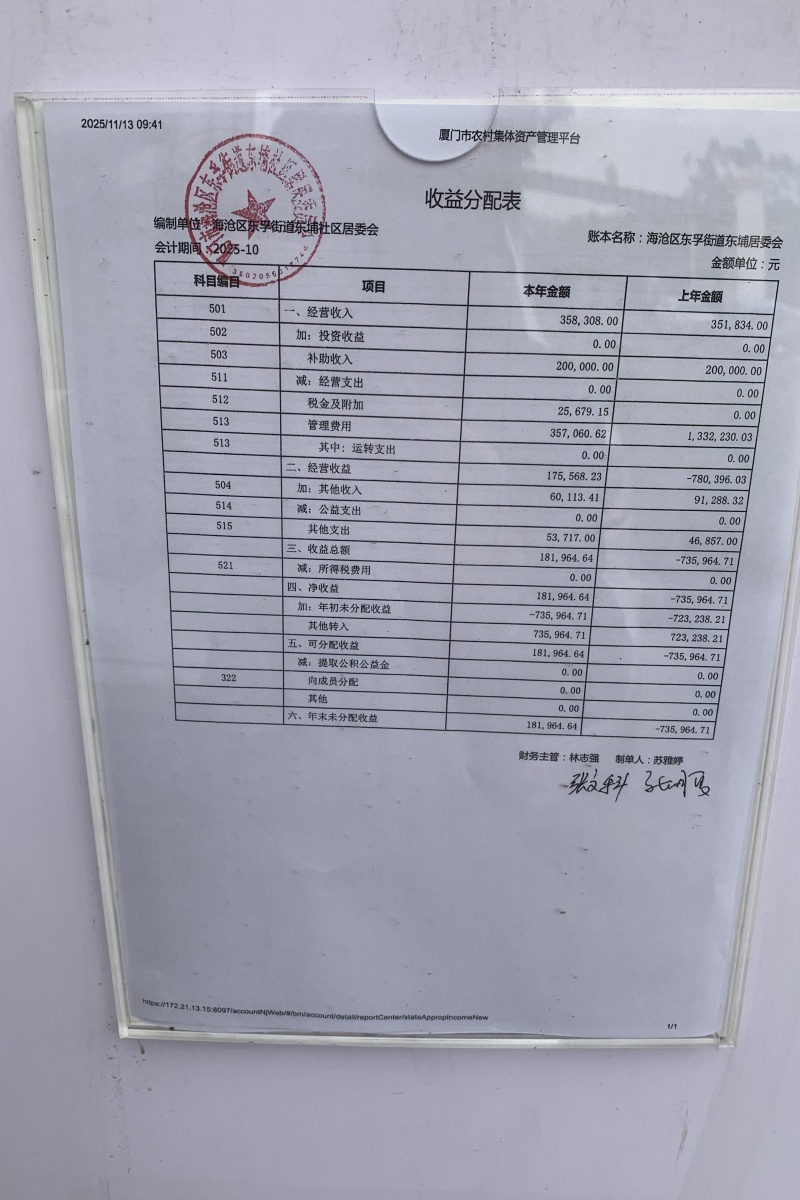 2025/11/13 09:41
厦门市农村集体资产管理平台
收益分配表
编制单位：海沧区东孚街道东埔社区居委会
账本名称：海沧区东孚街道东埔居委会
会计期间：2025-10
金额单位：元
科目编目 项目 本年金额 上年金额
501 一、经营收入 358,308.00 351,834.00
502 加：投资收益 0.00 0.00
503 补助收入 200,000.00 200,000.00
511 减：经营支出 0.00 0.00
512 税金及附加 25,679.15 0.00
513 管理费用 357,060.62 1,332,230.03
513 其中：运转支出 0.00 0.00
二、经营收益 175,568.23 -780,396.03
504 加：其他收入 60,113.41 91,288.32
514 减：公益支出 0.00 0.00
515 其他支出 53,717.00 46,857.00
三、收益总额 181,964.64 -735,964.71
521 减：所得税费用 0.00 0.00
四、净收益 181,964.64 -735,964.71
加：年初未分配收益 -735,964.71 -723,238.21
其他转入 735,964.71 723,238.21
五、可分配收益 181,964.64 -735,964.71
减：提取公积公益金 0.00 0.00
322 向成员分配 0.00 0.00
其他 0.00 0.00
六、年末未分配收益 181,964.64 -735,964.71
财务主管：林志强 制单人：苏雅婷
张文科
https://172.21.13.15:6097/accountNjWeb/#/bm/account/detail/reportCenter/slateAppropIncomeNew
1/1